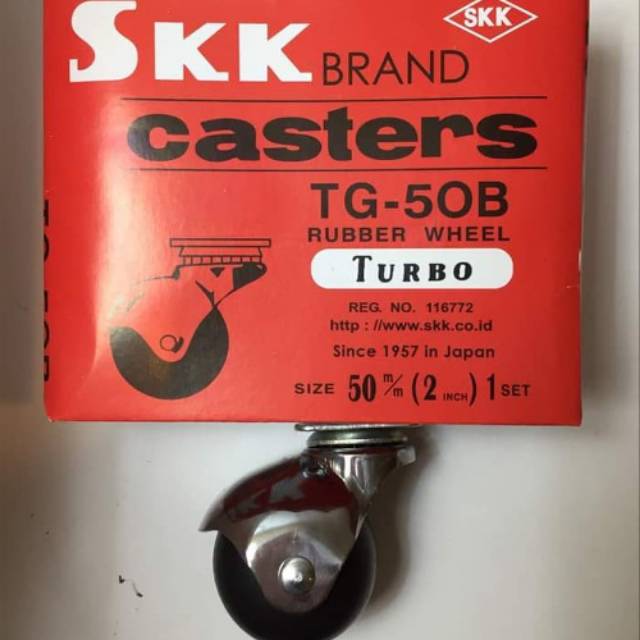 SKK BRAND
SKK
casters
TG-50B
RUBBER WHEEL
TURBO
REG. NO. 116772
http : //www.skk.co.id
Since 1957 in Japan
SIZE 50 m/m (2 INCH) 1 SET